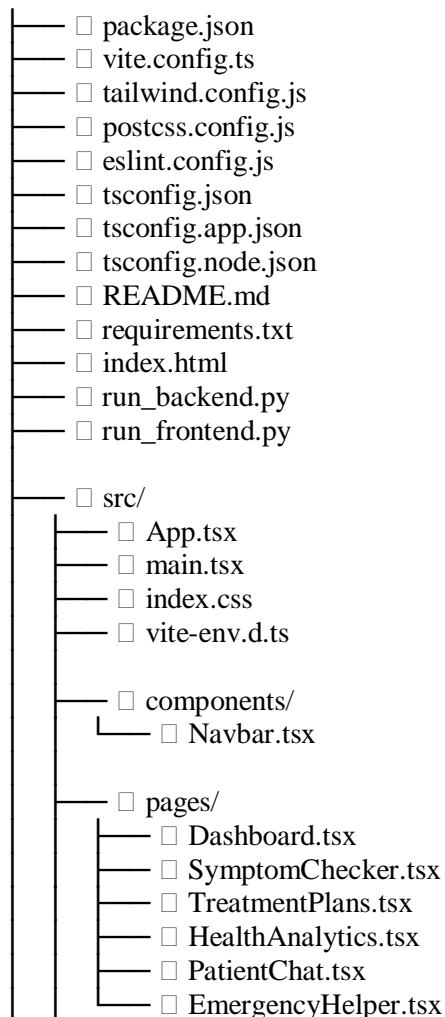 ├── □ package.json
├── □ vite.config.ts
├── □ tailwind.config.js
├── □ postcss.config.js
├── □ eslint.config.js
├── □ tsconfig.json
├── □ tsconfig.app.json
├── □ tsconfig.node.json
├── □ README.md
├── □ requirements.txt
├── □ index.html
├── □ run_backend.py
├── □ run_frontend.py
│
├── □ src/
│   ├── □ App.tsx
│   ├── □ main.tsx
│   ├── □ index.css
│   ├── □ vite-env.d.ts
│   │
│   ├── □ components/
│   │   └── □ Navbar.tsx
│   │
│   ├── □ pages/
│   │   ├── □ Dashboard.tsx
│   │   ├── □ SymptomChecker.tsx
│   │   ├── □ TreatmentPlans.tsx
│   │   ├── □ HealthAnalytics.tsx
│   │   ├── □ PatientChat.tsx
│   │   └── □ EmergencyHelper.tsx